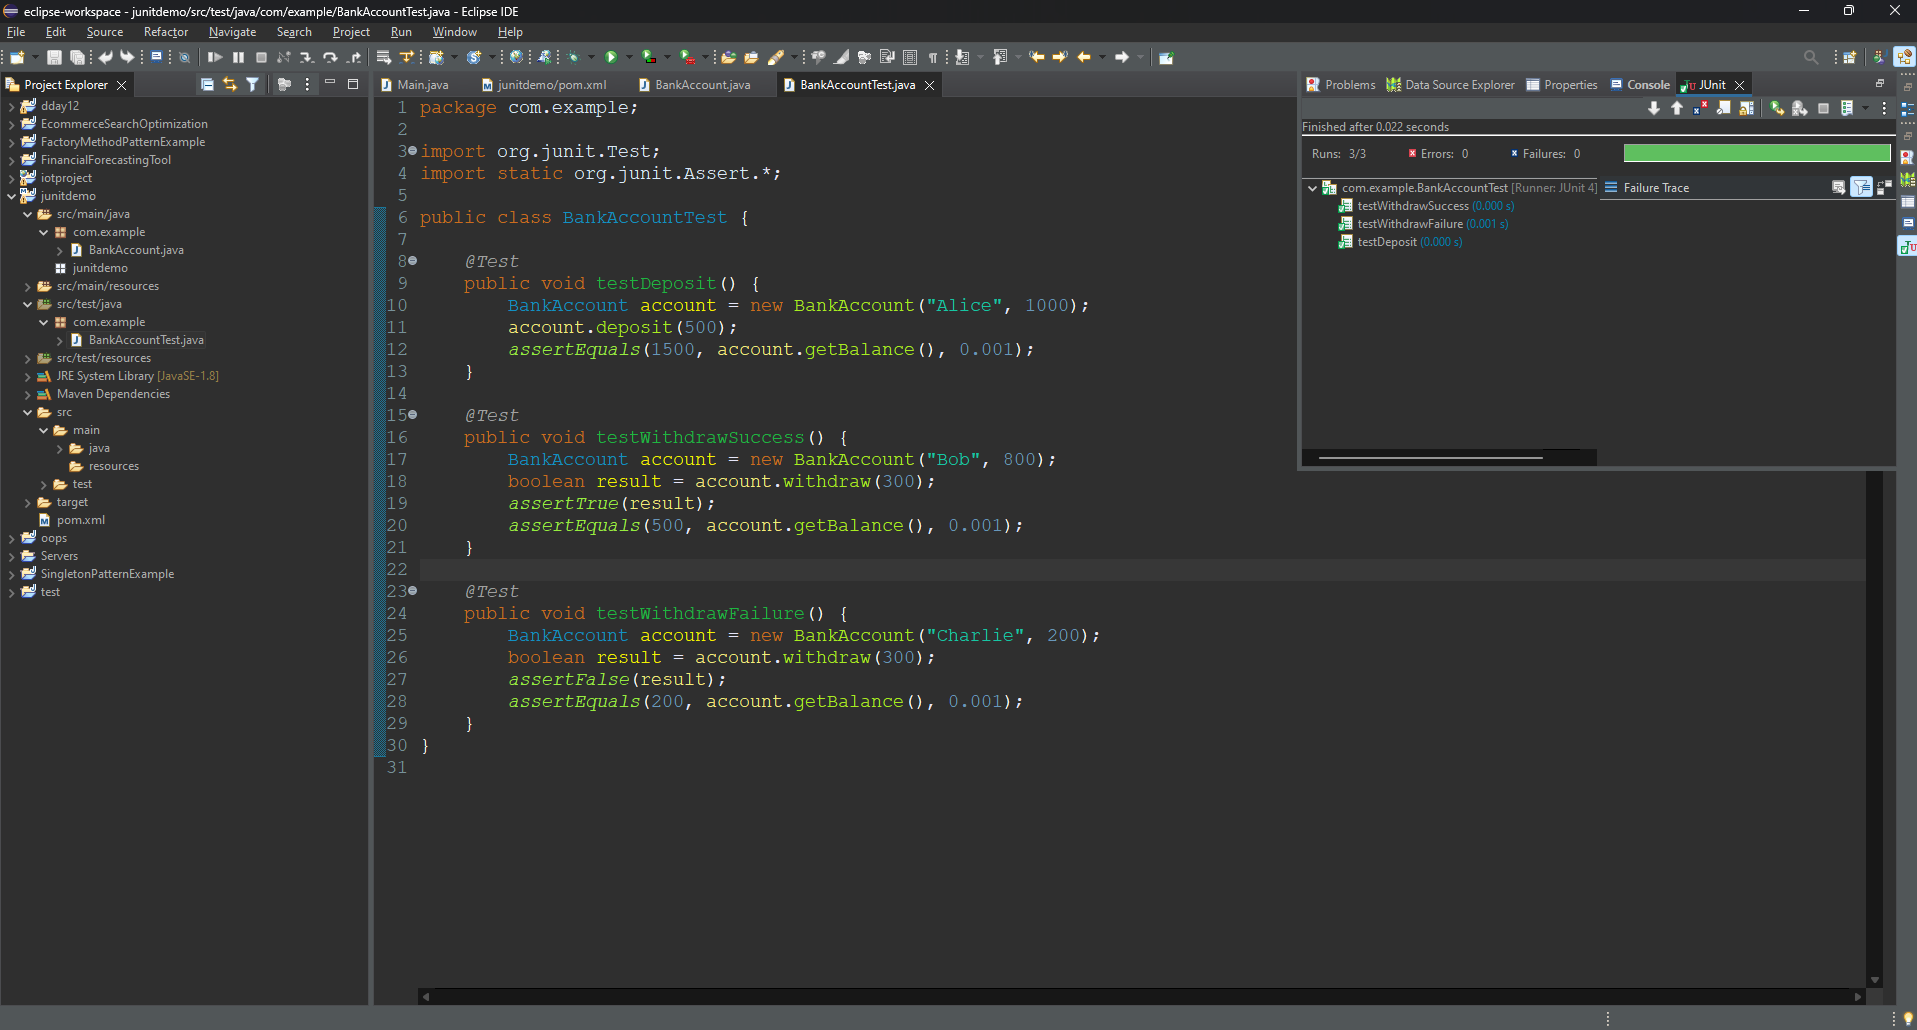 eclipse-workspace - junitdemo/src/test/java/com/example/BankAccountTest.java - Eclipse IDE
File Edit Source Refactor Navigate Search Project Run Window Help
Project Explorer
dday12
EcommerceSearchOptimization
FactoryMethodPatternExample
FinancialForecastingTool
iotproject
junitdemo
src/main/java
com.example
BankAccount.java
junitdemo
src/main/resources
src/test/java
com.example
BankAccountTest.java
src/test/resources
JRE System Library [JavaSE-1.8]
Maven Dependencies
src
main
java
resources
test
target
pom.xml
oops
Servers
SingletonPatternExample
test
Main.java junitdemo/pom.xml BankAccount.java BankAccountTest.java
1 package com.example;
2
3 import org.junit.Test;
4 import static org.junit.Assert.*;
5
6 public class BankAccountTest {
7
8     @Test
9     public void testDeposit() {
10         BankAccount account = new BankAccount("Alice", 1000);
11         account.deposit(500);
12         assertEquals(1500, account.getBalance(), 0.001);
13     }
14
15     @Test
16     public void testWithdrawSuccess() {
17         BankAccount account = new BankAccount("Bob", 800);
18         boolean result = account.withdraw(300);
19         assertTrue(result);
20         assertEquals(500, account.getBalance(), 0.001);
21     }
22
23     @Test
24     public void testWithdrawFailure() {
25         BankAccount account = new BankAccount("Charlie", 200);
26         boolean result = account.withdraw(300);
27         assertFalse(result);
28         assertEquals(200, account.getBalance(), 0.001);
29     }
30 }
31
Problems Data Source Explorer Properties Console JUnit
Finished after 0.022 seconds
Runs: 3/3 Errors: 0 Failures: 0
com.example.BankAccountTest [Runner: JUnit 4]
testWithdrawSuccess (0.000 s)
testWithdrawFailure (0.001 s)
testDeposit (0.000 s)
Failure Trace